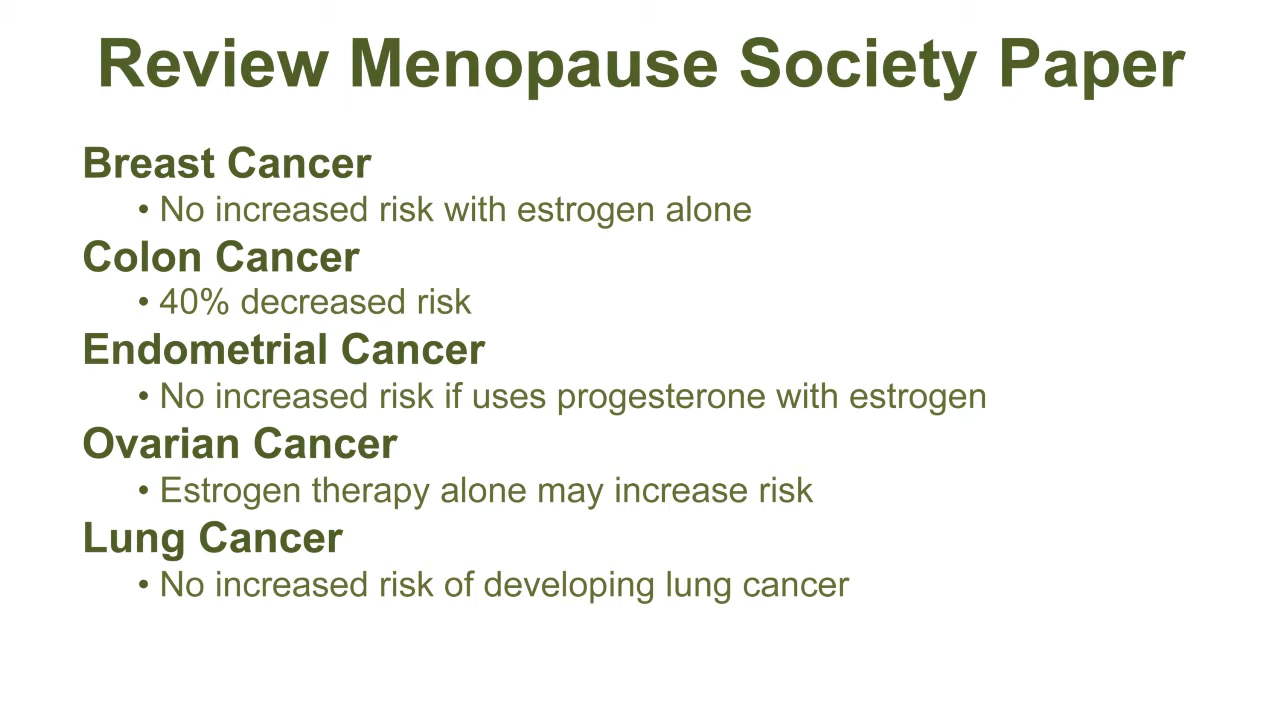 Review Menopause Society Paper
Breast Cancer
• No increased risk with estrogen alone
Colon Cancer
• 40% decreased risk
Endometrial Cancer
• No increased risk if uses progesterone with estrogen
Ovarian Cancer
• Estrogen therapy alone may increase risk
Lung Cancer
• No increased risk of developing lung cancer